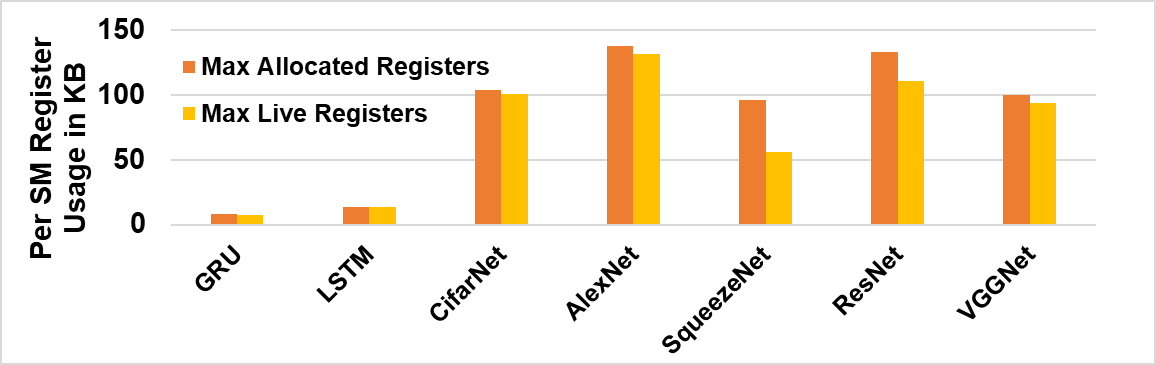 Per SM Register
Usage in KB
150
100
50
0
Max Allocated Registers
Max Live Registers
GRU
LSTM
CifarNet
AlexNet
SqueezeNet
ResNet
VGGNet